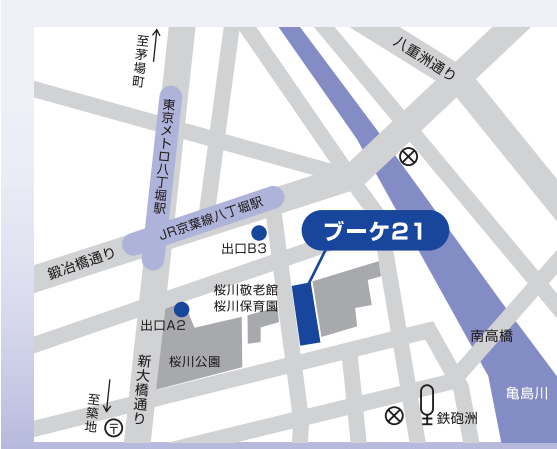 至茅場町
八重洲通り
東京メトロ八丁堀駅
JR京葉線八丁堀駅
ブーケ21
出口B3
鍛冶橋通り
桜川敬老館
桜川保育園
出口A2
南高橋
桜川公園
新大橋通り
亀島川
至築地
〒
鉄砲洲